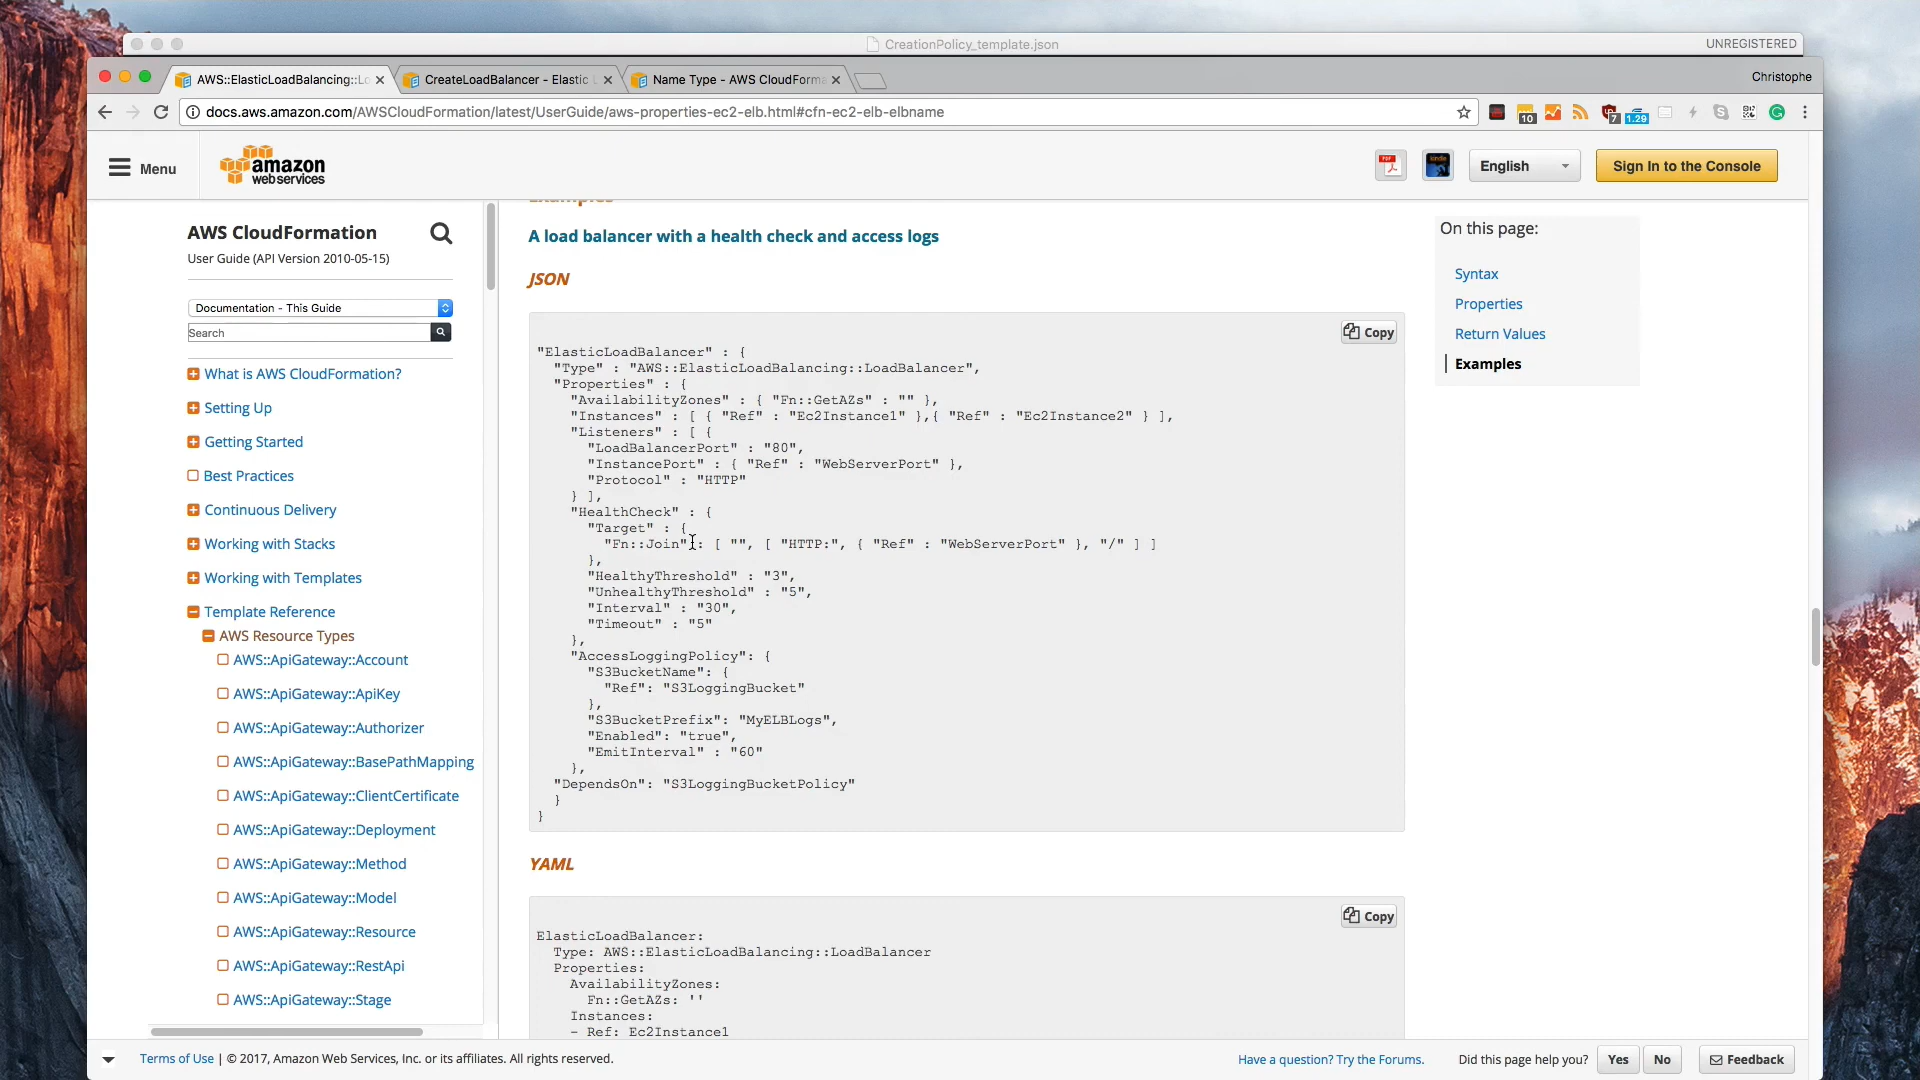 CreationPolicy_template.json
UNREGISTERED
AWS::ElasticLoadBalancing::Lo
CreateLoadBalancer - Elastic L
Name Type - AWS CloudForma
Christophe
docs.aws.amazon.com/AWSCloudFormation/latest/UserGuide/aws-properties-ec2-elb.html#cfn-ec2-elb-elbname
10
7
1.29
Menu
amazon
webservices
PDF
kindle
English
Sign In to the Console
AWS CloudFormation
User Guide (API Version 2010-05-15)
Documentation - This Guide
Search
What is AWS CloudFormation?
Setting Up
Getting Started
Best Practices
Continuous Delivery
Working with Stacks
Working with Templates
Template Reference
AWS Resource Types
AWS::ApiGateway::Account
AWS::ApiGateway::ApiKey
AWS::ApiGateway::Authorizer
AWS::ApiGateway::BasePathMapping
AWS::ApiGateway::ClientCertificate
AWS::ApiGateway::Deployment
AWS::ApiGateway::Method
AWS::ApiGateway::Model
AWS::ApiGateway::Resource
AWS::ApiGateway::RestApi
AWS::ApiGateway::Stage
Examples
A load balancer with a health check and access logs
JSON
Copy
"ElasticLoadBalancer" : {
"Type" : "AWS::ElasticLoadBalancing::LoadBalancer",
"Properties" : {
"AvailabilityZones" : { "Fn::GetAZs" : "" },
"Instances" : [ { "Ref" : "Ec2Instance1" },{ "Ref" : "Ec2Instance2" } ],
"Listeners" : [ {
"LoadBalancerPort" : "80",
"InstancePort" : { "Ref" : "WebServerPort" },
"Protocol" : "HTTP"
} ],
"HealthCheck" : {
"Target" : {
"Fn::Join" : [ "", [ "HTTP:", { "Ref" : "WebServerPort" }, "/" ] ]
},
"HealthyThreshold" : "3",
"UnhealthyThreshold" : "5",
"Interval" : "30",
"Timeout" : "5"
},
"AccessLoggingPolicy": {
"S3BucketName": {
"Ref": "S3LoggingBucket"
},
"S3BucketPrefix": "MyELBLogs",
"Enabled": "true",
"EmitInterval" : "60"
},
"DependsOn": "S3LoggingBucketPolicy"
}
}
YAML
Copy
ElasticLoadBalancer:
Type: AWS::ElasticLoadBalancing::LoadBalancer
Properties:
AvailabilityZones:
Fn::GetAZs: ''
Instances:
- Ref: Ec2Instance1
On this page:
Syntax
Properties
Return Values
Examples
Terms of Use | © 2017, Amazon Web Services, Inc. or its affiliates. All rights reserved.
Have a question? Try the Forums.
Did this page help you?
Yes
No
Feedback